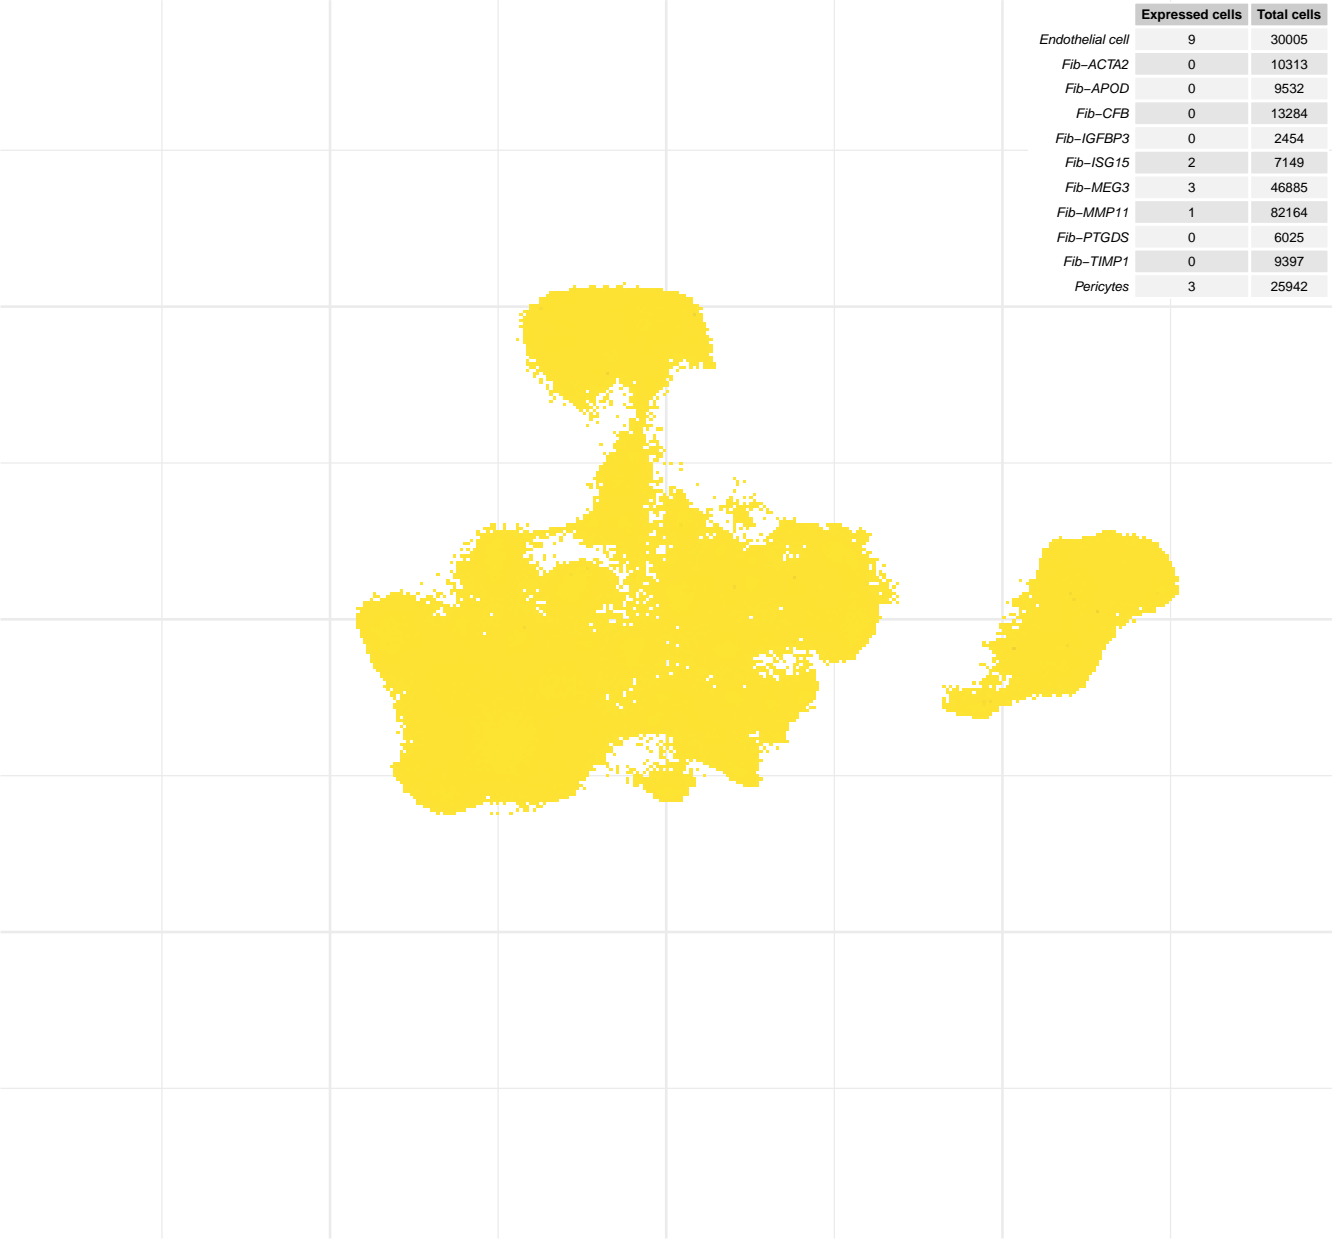 Expressed cells Total cells
Endothelial cell 9 30005
Fib−ACTA2 0 10313
Fib−APOD 0 9532
Fib−CFB 0 13284
Fib−IGFBP3 0 2454
Fib−ISG15 2 7149
Fib−MEG3 3 46885
Fib−MMP11 1 82164
Fib−PTGDS 0 6025
Fib−TIMP1 0 9397
Pericytes 3 25942